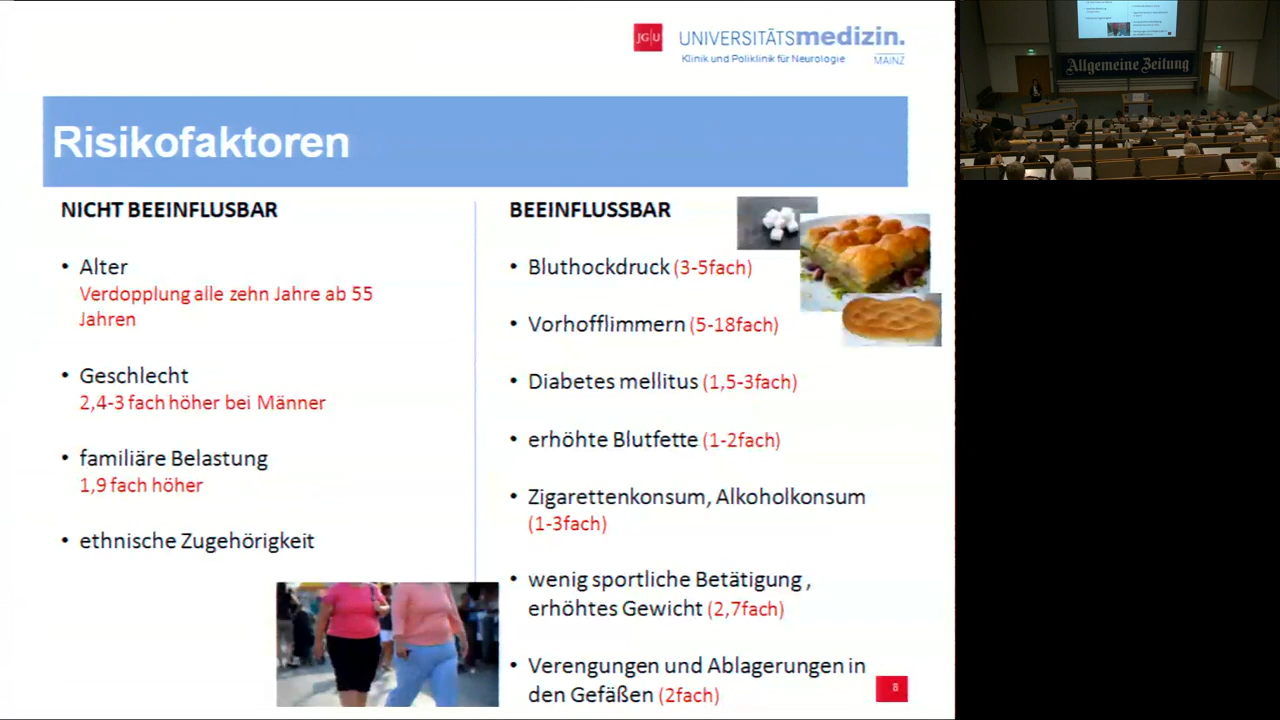 JG|U UNIVERSITÄTSmedizin.
Klinik und Poliklinik für Neurologie MAINZ
Risikofaktoren
NICHT BEEINFLUSBAR
• Alter
Verdopplung alle zehn Jahre ab 55
Jahren
• Geschlecht
2,4-3 fach höher bei Männer
• familiäre Belastung
1,9 fach höher
• ethnische Zugehörigkeit
BEEINFLUSSBAR
• Bluthockdruck (3-5fach)
• Vorhofflimmern (5-18fach)
• Diabetes mellitus (1,5-3fach)
• erhöhte Blutfette (1-2fach)
• Zigarettenkonsum, Alkoholkonsum
(1-3fach)
• wenig sportliche Betätigung ,
erhöhtes Gewicht (2,7fach)
• Verengungen und Ablagerungen in
den Gefäßen (2fach)
8
Allgemeine Zeitung